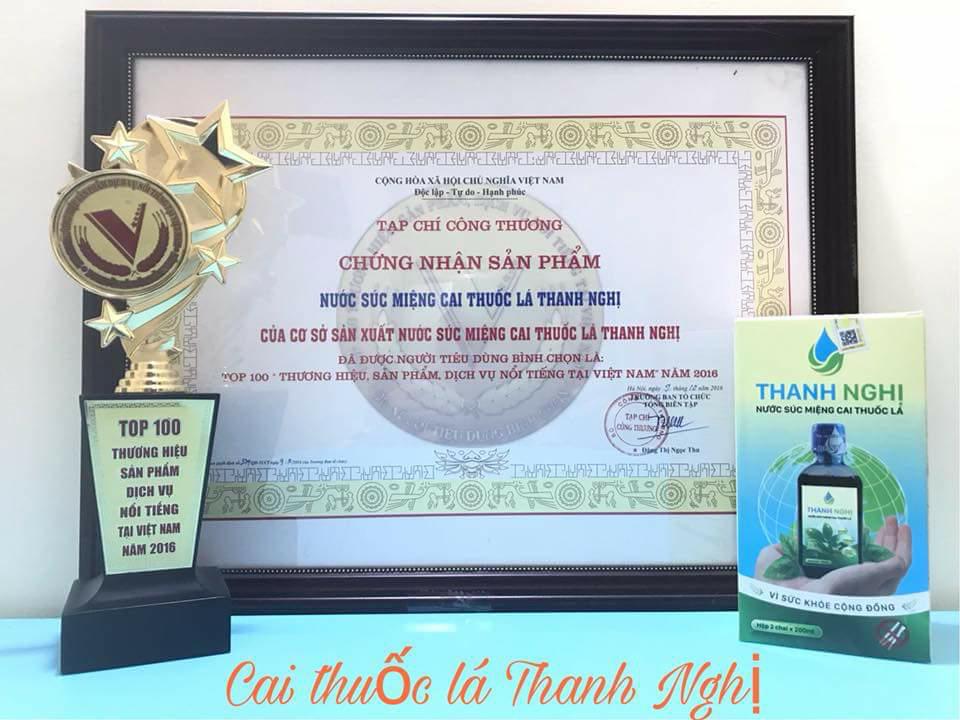 CỘNG HÒA XÃ HỘI CHỦ NGHĨA VIỆT NAM
Độc lập - Tự do - Hạnh phúc
TẠP CHÍ CÔNG THƯƠNG
CHỨNG NHẬN SẢN PHẨM
NƯỚC SÚC MIỆNG CAI THUỐC LÁ THANH NGHỊ
CỦA CƠ SỞ SẢN XUẤT NƯỚC SÚC MIỆNG CAI THUỐC LÁ THANH NGHỊ
ĐÃ ĐƯỢC NGƯỜI TIÊU DÙNG BÌNH CHỌN LÀ:
TOP 100 " THƯƠNG HIỆU, SẢN PHẨM, DỊCH VỤ NỔI TIẾNG TẠI VIỆT NAM" NĂM 2016
TRƯỞNG BAN TỔ CHỨC
TỔNG BIÊN TẬP
TẠP CHÍ
CÔNG THƯƠNG
Đặng Thị Ngọc Thu
TOP 100
THƯƠNG HIỆU
SẢN PHẨM
DỊCH VỤ
NỔI TIẾNG
TẠI VIỆT NAM
NĂM 2016
THANH NGHỊ
NƯỚC SÚC MIỆNG CAI THUỐC LÁ
THANH NGHỊ
NƯỚC SÚC MIỆNG CAI THUỐC LÁ
VÌ SỨC KHỎE CỘNG ĐỒNG
Hộp 2 chai x 200ml
Cai thuỐc lá Thanh Nghị